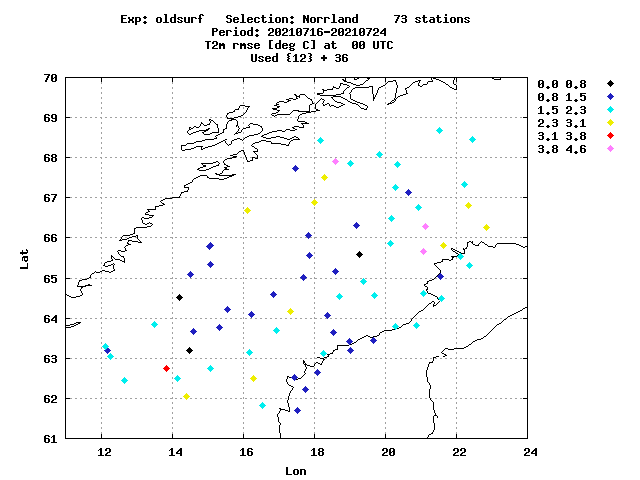 Exp: oldsurf Selection: Norrland 73 stations
Period: 20210716-20210724
T2m rmse [deg C] at 00 UTC
Used {12} + 36
70
69
68
67
66
65
64
63
62
61
Lat
12 14 16 18 20 22 24
Lon
0.0 0.8
0.8 1.5
1.5 2.3
2.3 3.1
3.1 3.8
3.8 4.6